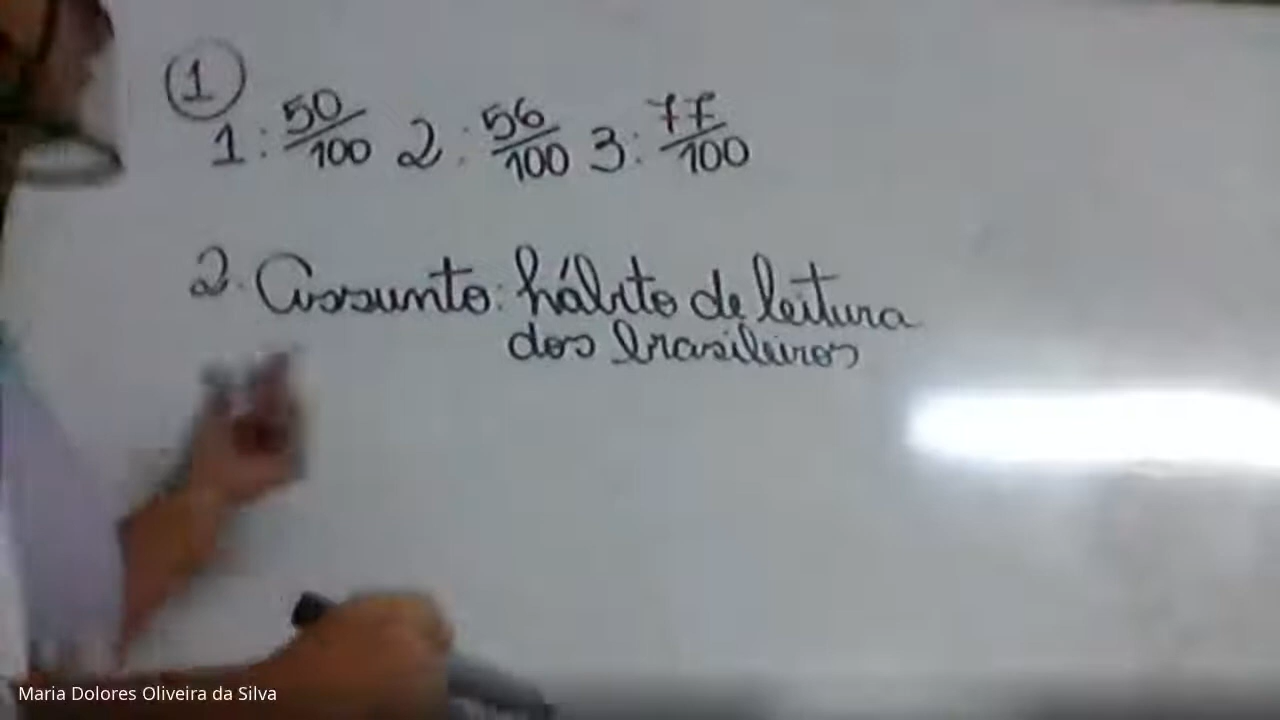 ①
1: 50/100 2: 56/100 3: 77/100
2. Assunto: hábito de leitura
dos brasileiros
Maria Dolores Oliveira da Silva